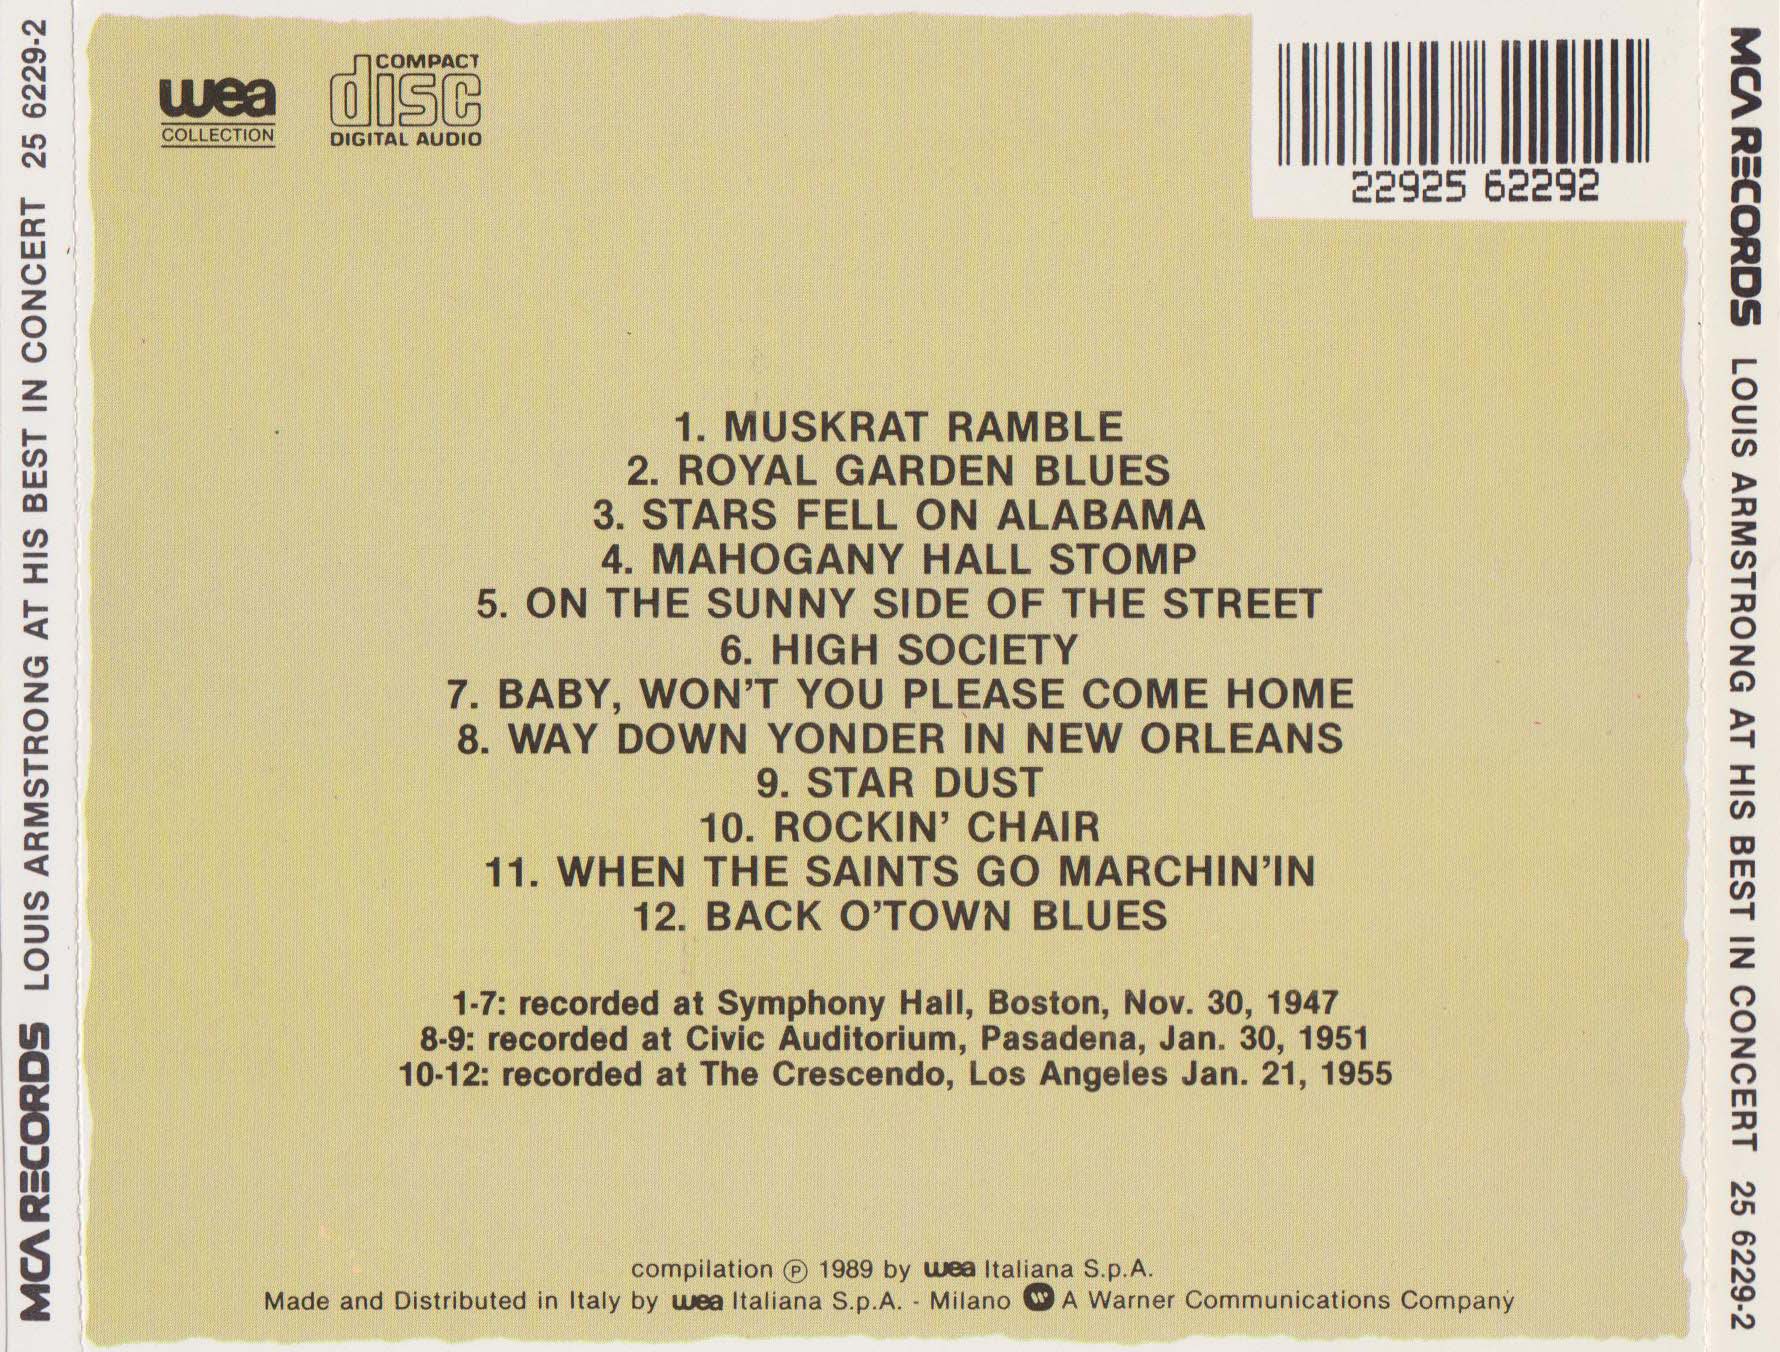 MCA RECORDS LOUIS ARMSTRONG AT HIS BEST IN CONCERT 25 6229-2
wea
COLLECTION
COMPACT
disc
DIGITAL AUDIO
22925 62292
1. MUSKRAT RAMBLE
2. ROYAL GARDEN BLUES
3. STARS FELL ON ALABAMA
4. MAHOGANY HALL STOMP
5. ON THE SUNNY SIDE OF THE STREET
6. HIGH SOCIETY
7. BABY, WON'T YOU PLEASE COME HOME
8. WAY DOWN YONDER IN NEW ORLEANS
9. STAR DUST
10. ROCKIN' CHAIR
11. WHEN THE SAINTS GO MARCHIN'IN
12. BACK O'TOWN BLUES
1-7: recorded at Symphony Hall, Boston, Nov. 30, 1947
8-9: recorded at Civic Auditorium, Pasadena, Jan. 30, 1951
10-12: recorded at The Crescendo, Los Angeles Jan. 21, 1955
compilation ℗ 1989 by wea Italiana S.p.A.
Made and Distributed in Italy by wea Italiana S.p.A. - Milano W A Warner Communications Company
MCA RECORDS LOUIS ARMSTRONG AT HIS BEST IN CONCERT 25 6229-2